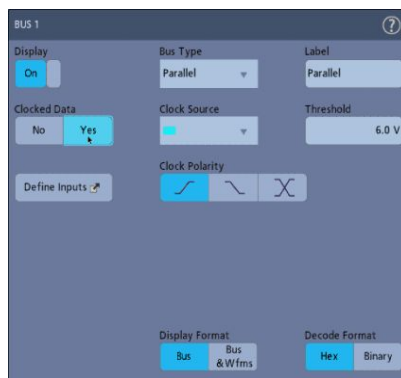 BUS 1
?
Display
Bus Type
Label
On
Parallel
Parallel
Clocked Data
Clock Source
Threshold
No
Yes
6.0 V
Clock Polarity
Define Inputs
Display Format
Decode Format
Bus
Bus
& Wfms
Hex
Binary